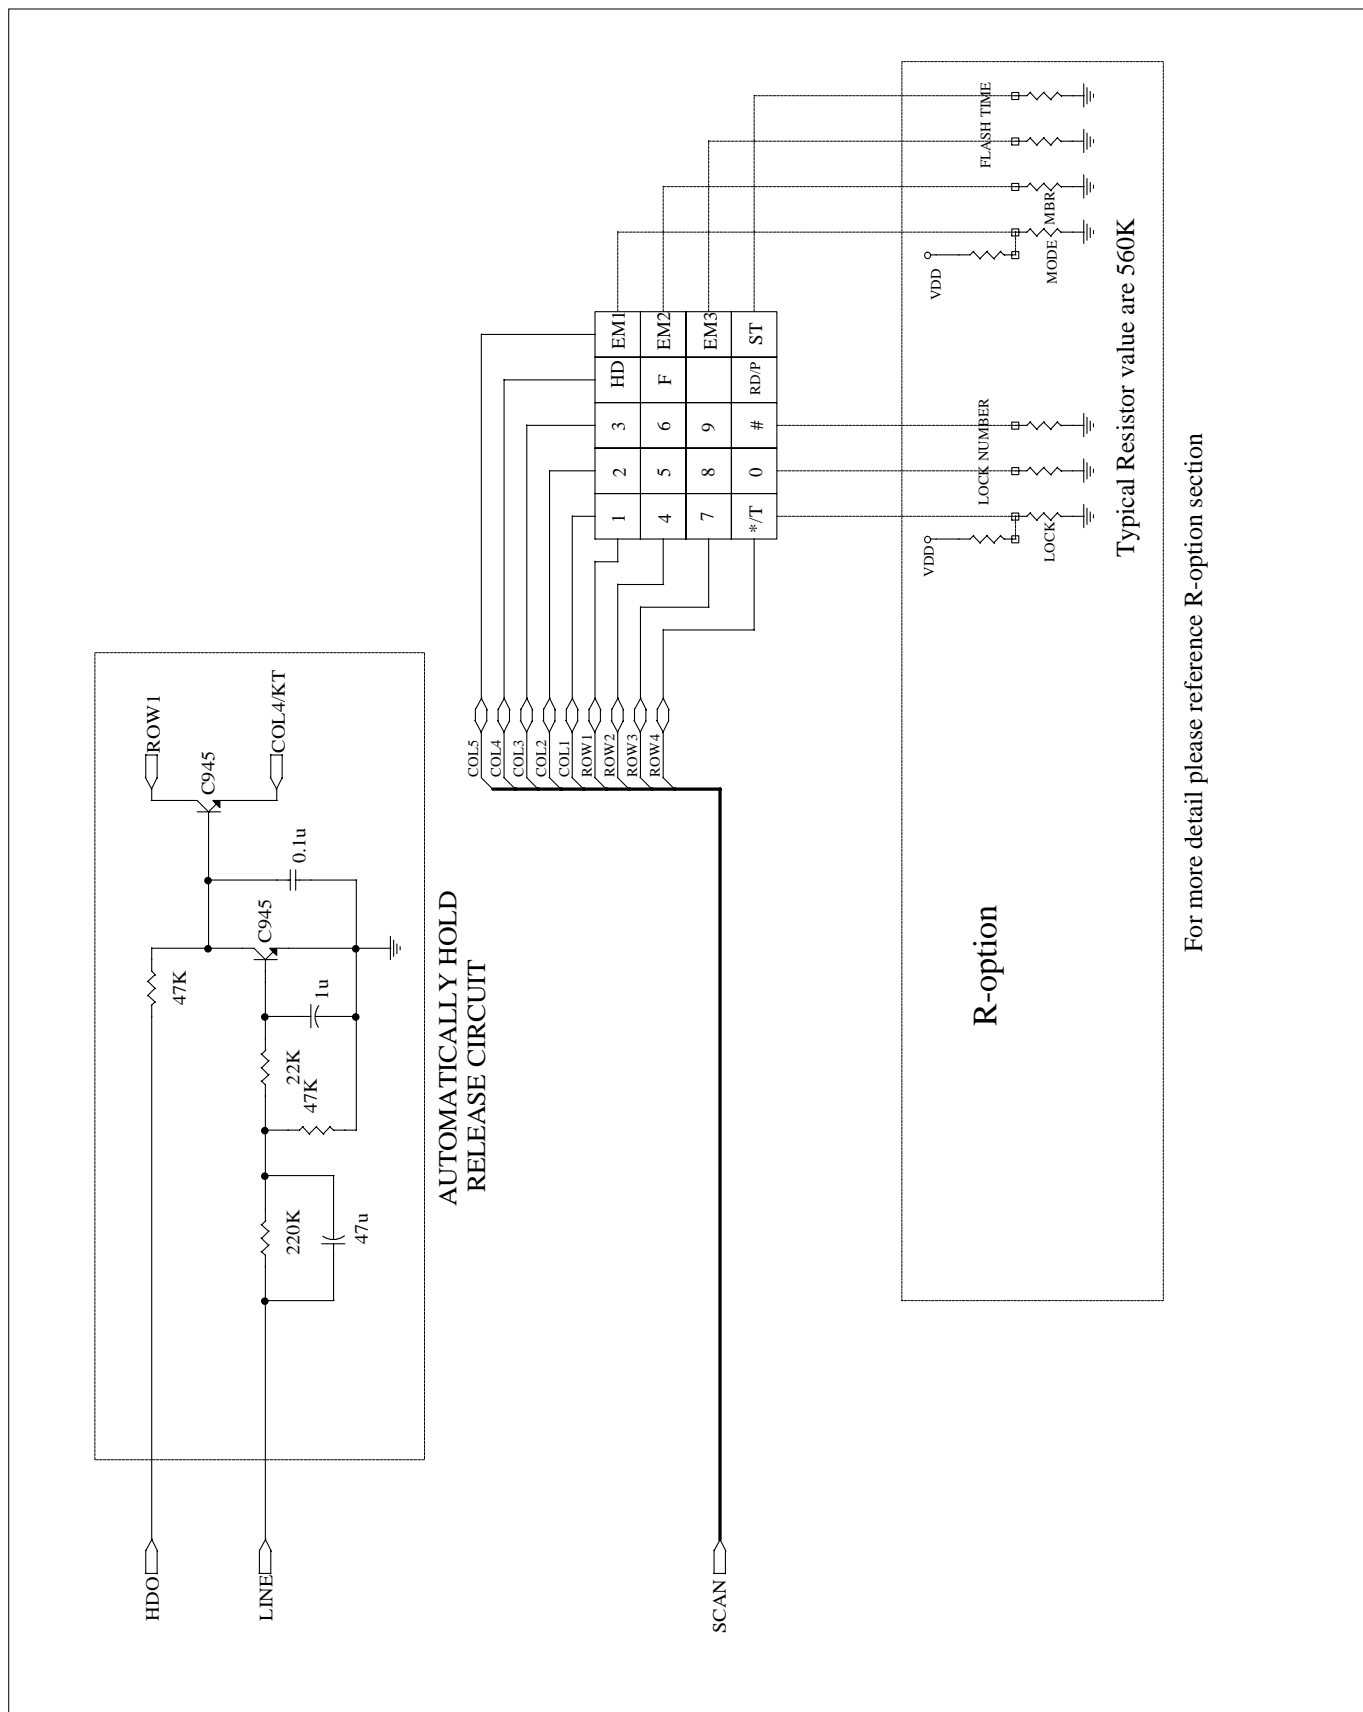 HDO
LINE
47K
220K
47u
22K
47K
1u
C945
0.1u
C945
ROW1
COL4/KT
AUTOMATICALLY HOLD
RELEASE CIRCUIT
SCAN
COL5
COL4
COL3
COL2
COL1
ROW1
ROW2
ROW3
ROW4
1 2 3 HD EM1
4 5 6 F EM2
7 8 9 EM3
*/T 0 # RD/P ST
R-option
VDD
LOCK
LOCK NUMBER
VDD
MODE
MBR
FLASH TIME
Typical Resistor value are 560K
For more detail please reference R-option section